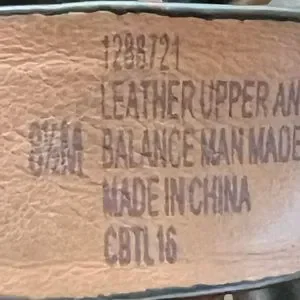 1288721
LEATHER UPPER AN
BALANCE MAN MADE
MADE IN CHINA
CBTL16